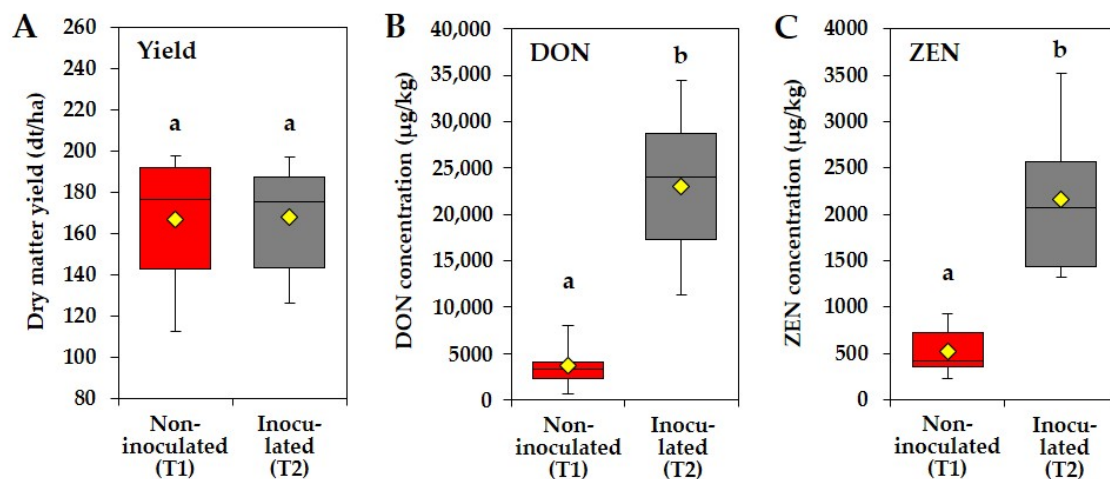 A
Yield
Dry matter yield (dt/ha)
260
240
220
200
180
160
140
120
100
80
a
a
Non-
inoculated
(T1)
Inocu-
lated
(T2)
B
DON
DON concentration (µg/kg)
40,000
35,000
30,000
25,000
20,000
15,000
10,000
5000
0
a
b
Non-
inoculated
(T1)
Inocu-
lated
(T2)
C
ZEN
ZEN concentration (µg/kg)
4000
3500
3000
2500
2000
1500
1000
500
0
a
b
Non-
inoculated
(T1)
Inocu-
lated
(T2)